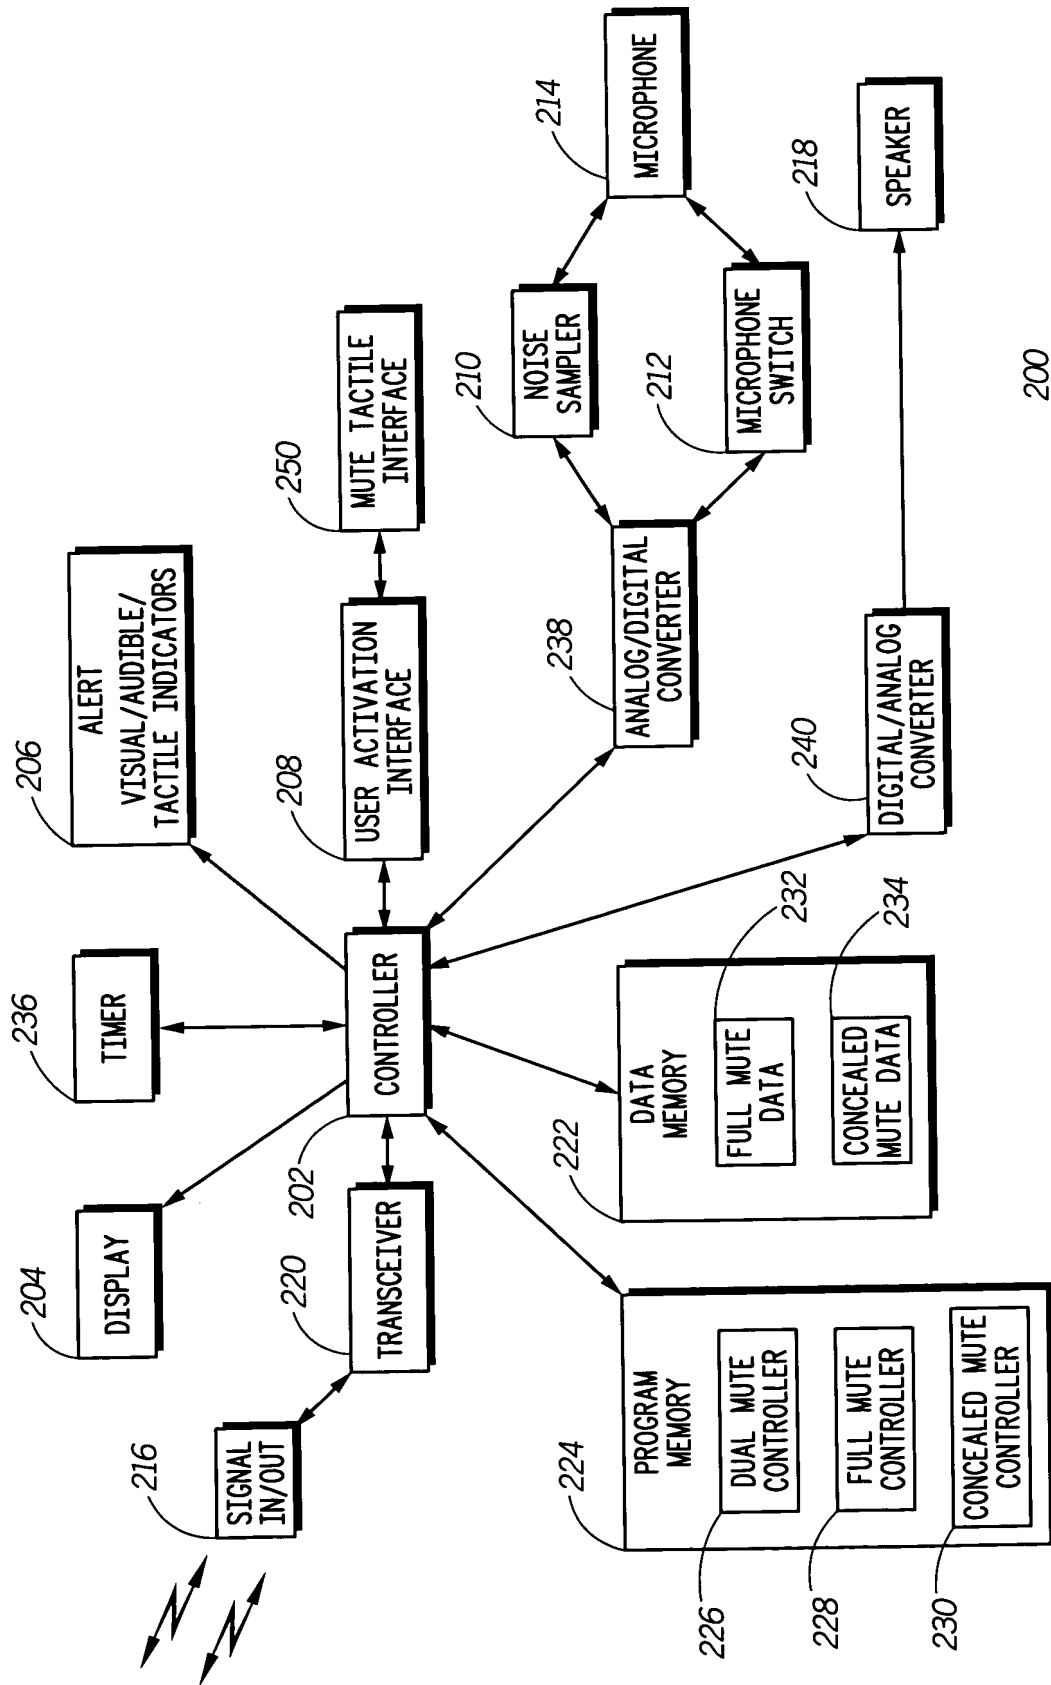 216
SIGNAL
IN/OUT
204
DISPLAY
220
TRANSCEIVER
236
TIMER
202
CONTROLLER
206
ALERT
VISUAL/AUDIBLE/
TACTILE INDICATORS
208
USER ACTIVATION
INTERFACE
250
MUTE TACTILE
INTERFACE
224
PROGRAM
MEMORY
226
DUAL MUTE
CONTROLLER
228
FULL MUTE
CONTROLLER
230
CONCEALED MUTE
CONTROLLER
222
DATA
MEMORY
232
FULL MUTE
DATA
234
CONCEALED
MUTE DATA
238
ANALOG/DIGITAL
CONVERTER
210
NOISE
SAMPLER
212
MICROPHONE
SWITCH
214
MICROPHONE
240
DIGITAL/ANALOG
CONVERTER
218
SPEAKER
200